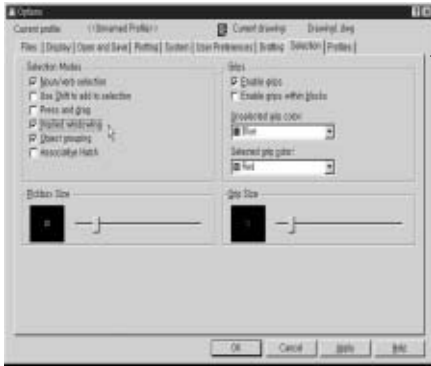 Options
Current profile: <<Unnamed Profile>> Current drawing: Drawing1.dwg
Files Display Open and Save Plotting System User Preferences Drafting Selection Profiles
Selection Modes
Noun/verb selection
Use Shift to add to selection
Press and drag
Implied windowing
Object grouping
Associative Hatch
Grips
Enable grips
Enable grips within blocks
Unselected grip color:
Blue
Selected grip color:
Red
Pickbox Size
Grip Size
OK Cancel Apply Help